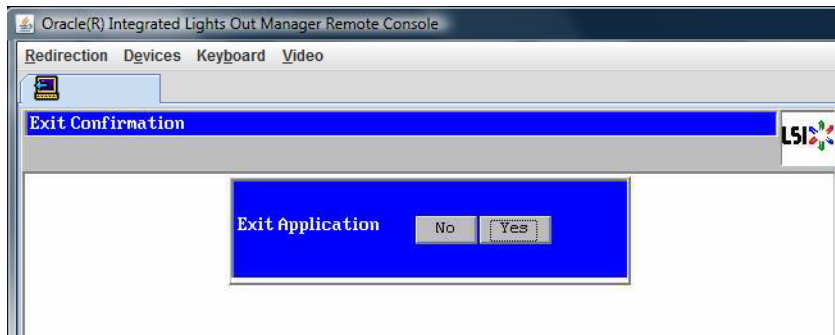 Oracle(R) Integrated Lights Out Manager Remote Console
Redirection Devices Keyboard Video
Exit Confirmation
LSI
Exit Application No Yes